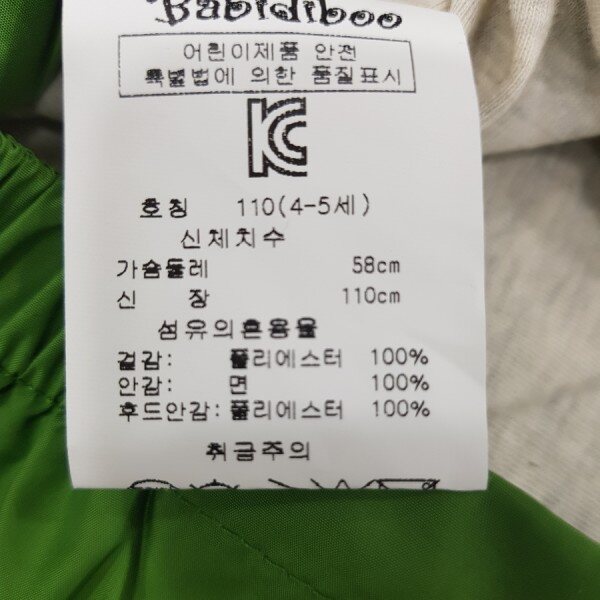 Babidiboo
어린이제품 안전
특별법에 의한 품질표시
KC
호칭 110(4-5세)
신체치수
가슴둘레 58cm
신 장 110cm
섬유의혼용율
겉감: 폴리에스터 100%
안감: 면 100%
후드안감: 폴리에스터 100%
취급주의